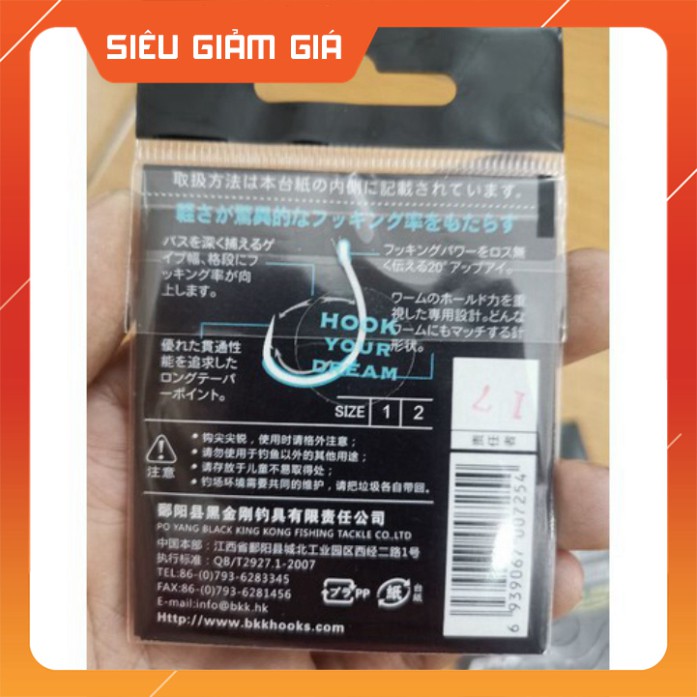 SIÊU GIẢM GIÁ
取扱方法は本台紙の内側に記載されています。
軽さが驚異的なフッキング率をもたらす
バスを深く捕えるゲ
イプ幅、格段にフ
ッキング率が向
上します。
フッキングパワーをロス無
く伝える20°アップアイ。
ワームのホールド力を重
視した専用設計。どんな
ワームにもマッチする針
形状。
HOOK
YOUR
DREAM
優れた貫通性
能を追求した
ロングテーパ
ーポイント。
SIZE 1 2
17
责任者
注意
• 钩尖尖锐，使用时请格外注意；
• 请勿使用于钓鱼以外的其他用途；
• 请存放于儿童不易取得处；
• 钓场环境需要共同的维护，请把垃圾各自带回。
鄱阳县黑金刚钓具有限责任公司
PO YANG BLACK KING KONG FISHING TACKLE CO.,LTD
中国本部：江西省鄱阳县城北工业园区西经二路1号
执行标准：QB/T2927.1-2007
TEL:86-(0)793-6283345
FAX:86-(0)793-6281456
E-mail:info@bkk.hk
Http://www.bkkhooks.com
プラ PP
紙 台紙
6 939067 007254